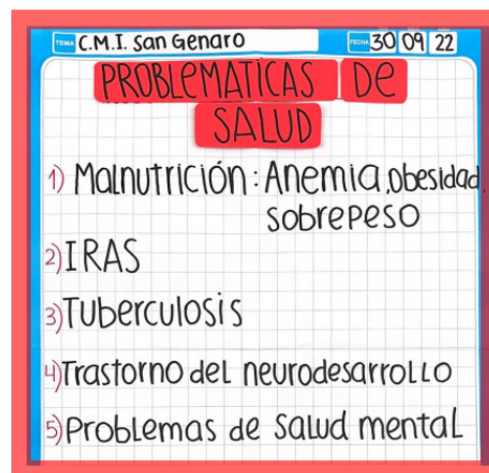 TEMA C.M.I. San Genaro FECHA 30 09 22
PROBLEMATICAS DE
SALUD
1) Malnutrición: Anemia, obesidad,
sobrepeso
2) IRAS
3) Tuberculosis
4) Trastorno del neurodesarrollo
5) Problemas de salud mental